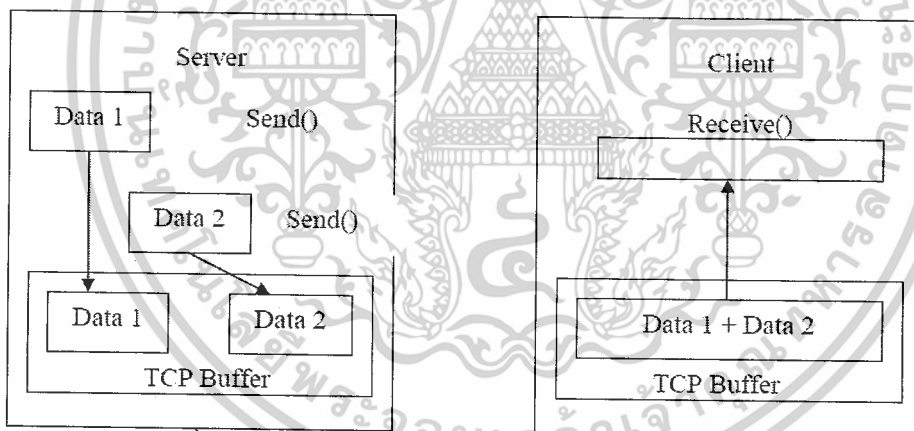 Server
Data 1
Send()
Data 2
Send()
Data 1
Data 2
TCP Buffer
Client
Receive()
Data 1 + Data 2
TCP Buffer